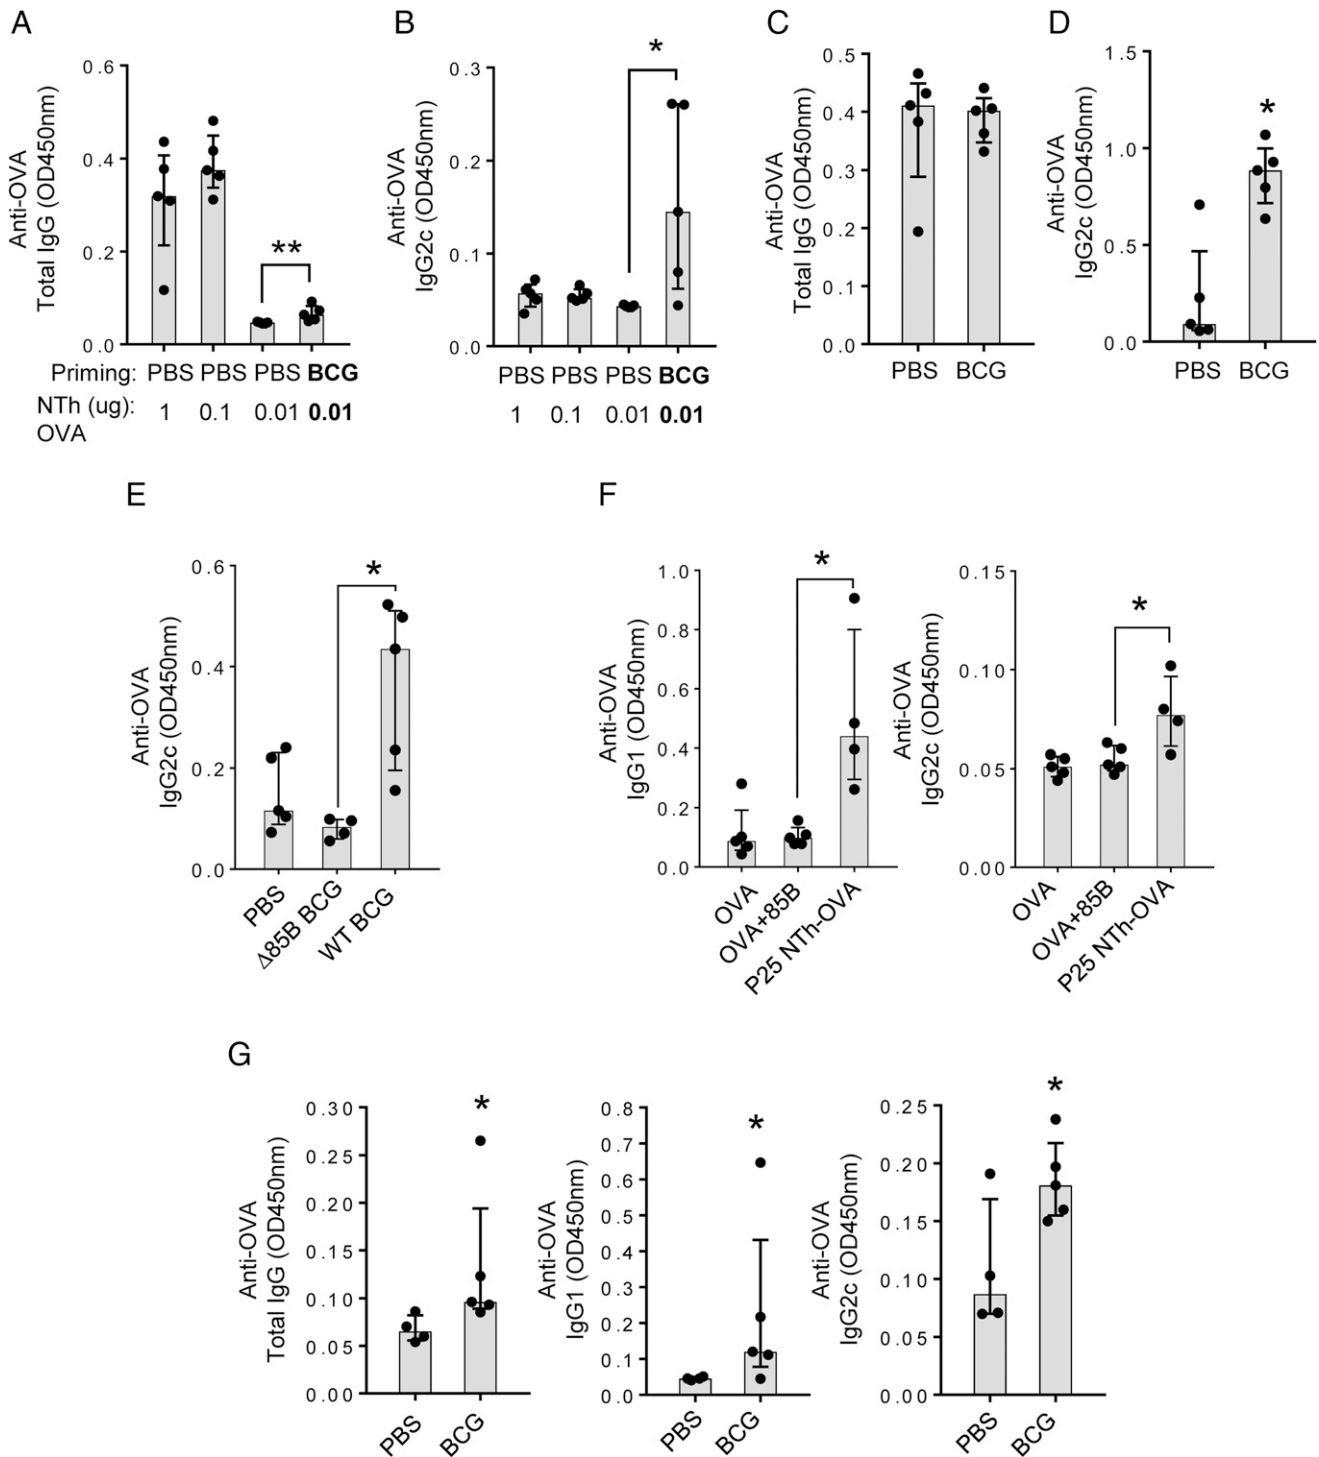 A
Anti-OVA
Total IgG (OD450nm)
0.6
0.4
0.2
0.0
**
Priming: PBS PBS PBS BCG
NTh (ug): 1 0.1 0.01 0.01
OVA
B
Anti-OVA
IgG2c (OD450nm)
0.3
0.2
0.1
0.0
*
PBS PBS PBS BCG
1 0.1 0.01 0.01
C
Anti-OVA
Total IgG (OD450nm)
0.5
0.4
0.3
0.2
0.1
0.0
PBS BCG
D
Anti-OVA
IgG2c (OD450nm)
1.5
1.0
0.5
0.0
*
PBS BCG
E
Anti-OVA
IgG2c (OD450nm)
0.6
0.4
0.2
0.0
*
PBS
Δ85B BCG
WT BCG
F
Anti-OVA
IgG1 (OD450nm)
1.0
0.8
0.6
0.4
0.2
0.0
*
OVA
OVA+85B
P25 NTh-OVA
Anti-OVA
IgG2c (OD450nm)
0.15
0.10
0.05
0.00
*
OVA
OVA+85B
P25 NTh-OVA
G
Anti-OVA
Total IgG (OD450nm)
0.30
0.25
0.20
0.15
0.10
0.05
0.00
*
PBS
BCG
Anti-OVA
IgG1 (OD450nm)
0.8
0.7
0.6
0.5
0.4
0.3
0.2
0.1
0.0
*
PBS
BCG
Anti-OVA
IgG2c (OD450nm)
0.25
0.20
0.15
0.10
0.05
0.00
*
PBS
BCG